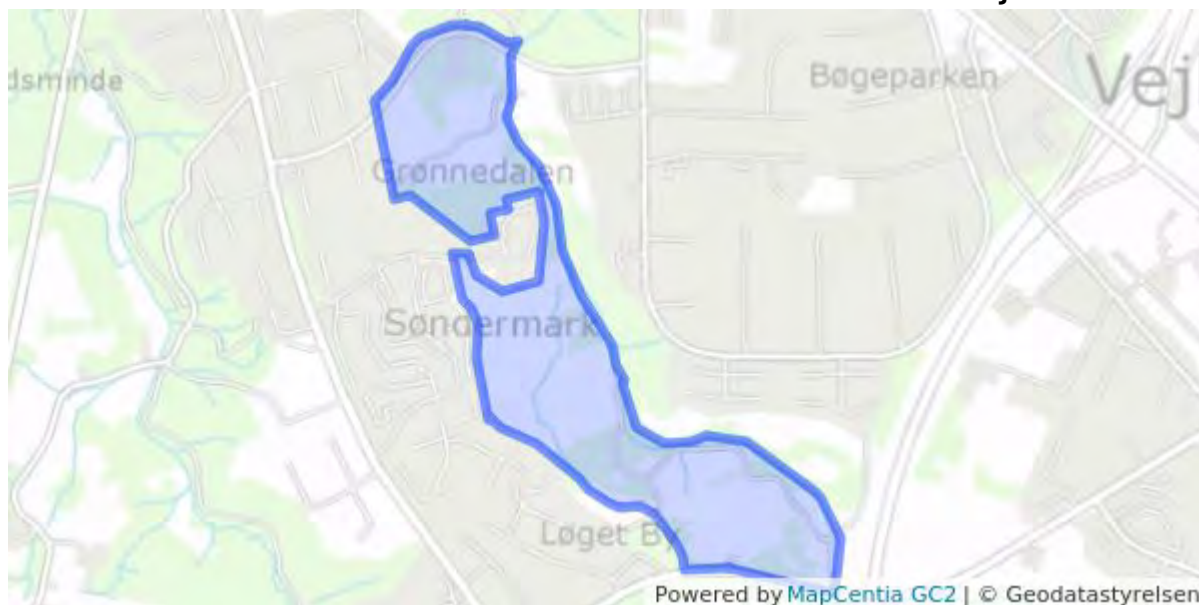 dsminde
Bøgeparken
Vej
Grønnedalen
Søndermark
Løget By
Powered by MapCentia GC2 | © Geodatastyrelsen